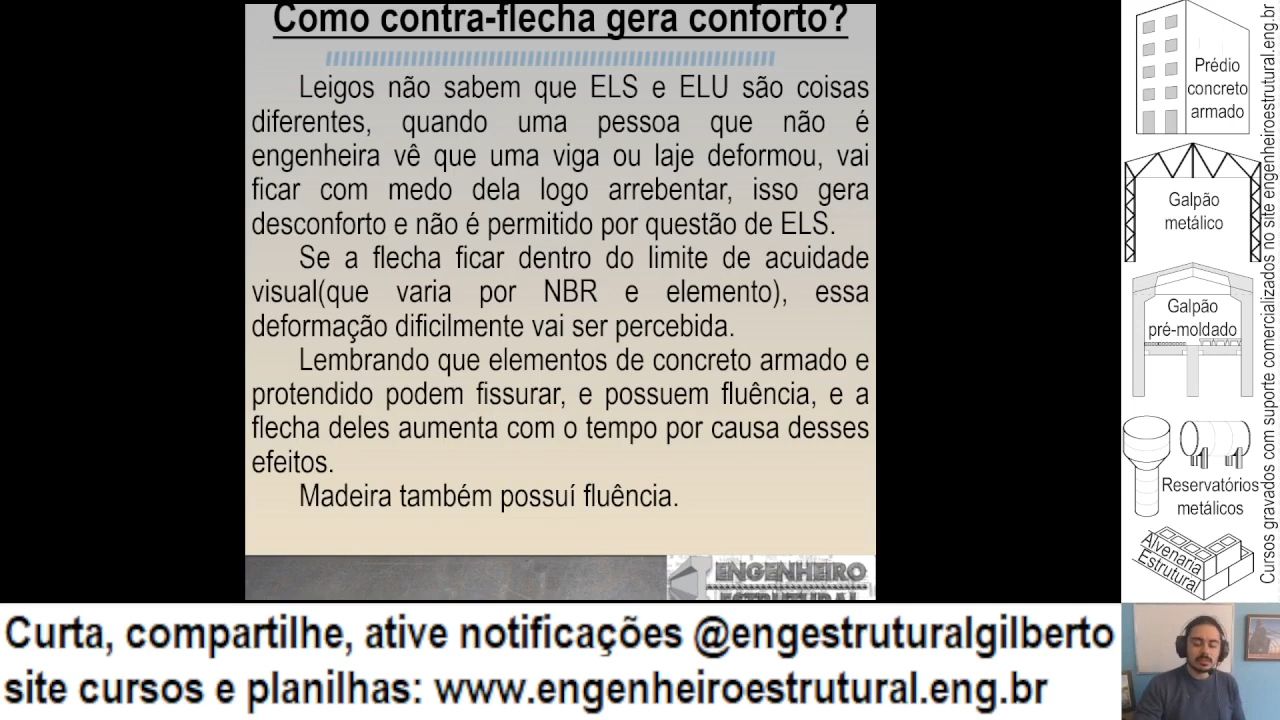 Como contra-flecha gera conforto?
Leigos não sabem que ELS e ELU são coisas
diferentes, quando uma pessoa que não é
engenheira vê que uma viga ou laje deformou, vai
ficar com medo dela logo arrebentar, isso gera
desconforto e não é permitido por questão de ELS.
Se a flecha ficar dentro do limite de acuidade
visual(que varia por NBR e elemento), essa
deformação dificilmente vai ser percebida.
Lembrando que elementos de concreto armado e
protendido podem fissurar, e possuem fluência, e a
flecha deles aumenta com o tempo por causa desses
efeitos.
Madeira também possuí fluência.
ENGENHEIRO
ESTRUTURAL
Prédio
concreto
armado
Galpão
metálico
Galpão
pré-moldado
Reservatórios
metálicos
Alvenaria
Estrutural
Cursos gravados com suporte comercializados no site engenheiroestrutural.eng.br
Curta, compartilhe, ative notificações @engestruturalgilberto
site cursos e planilhas: www.engenheiroestrutural.eng.br